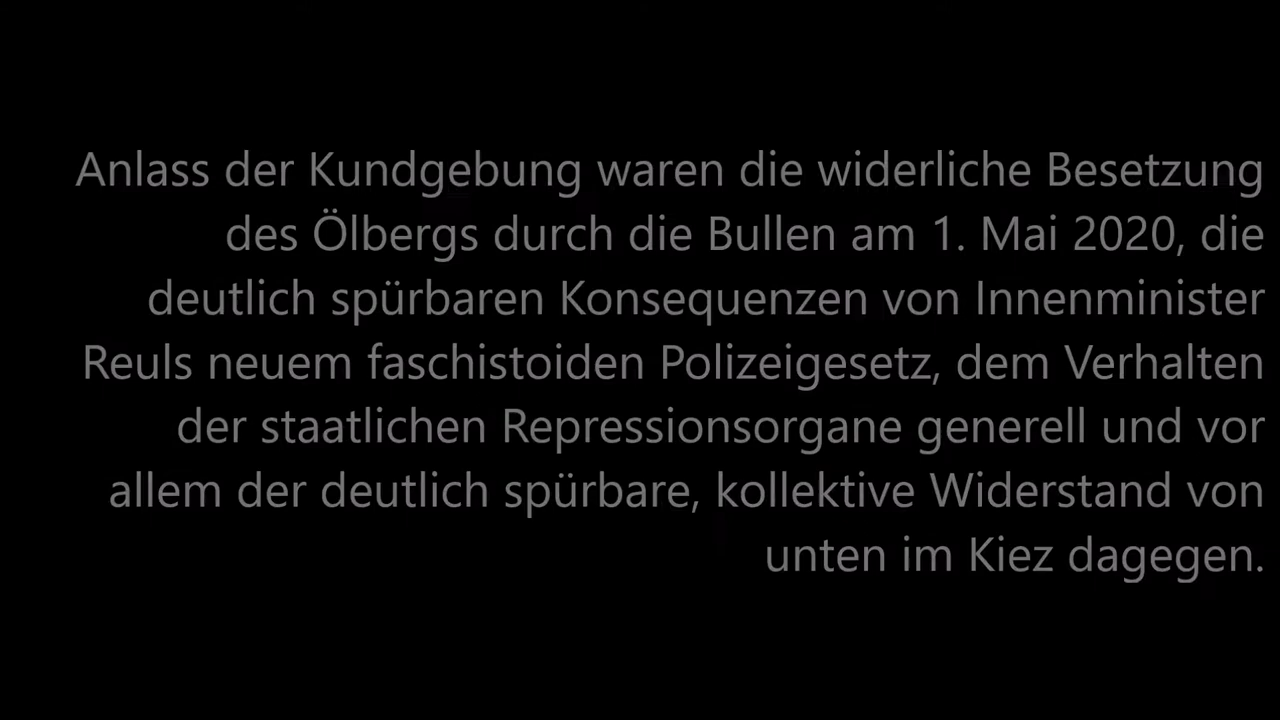 Anlass der Kundgebung waren die widerliche Besetzung
des Ölbergs durch die Bullen am 1. Mai 2020, die
deutlich spürbaren Konsequenzen von Innenminister
Reuls neuem faschistoiden Polizeigesetz, dem Verhalten
der staatlichen Repressionsorgane generell und vor
allem der deutlich spürbare, kollektive Widerstand von
unten im Kiez dagegen.